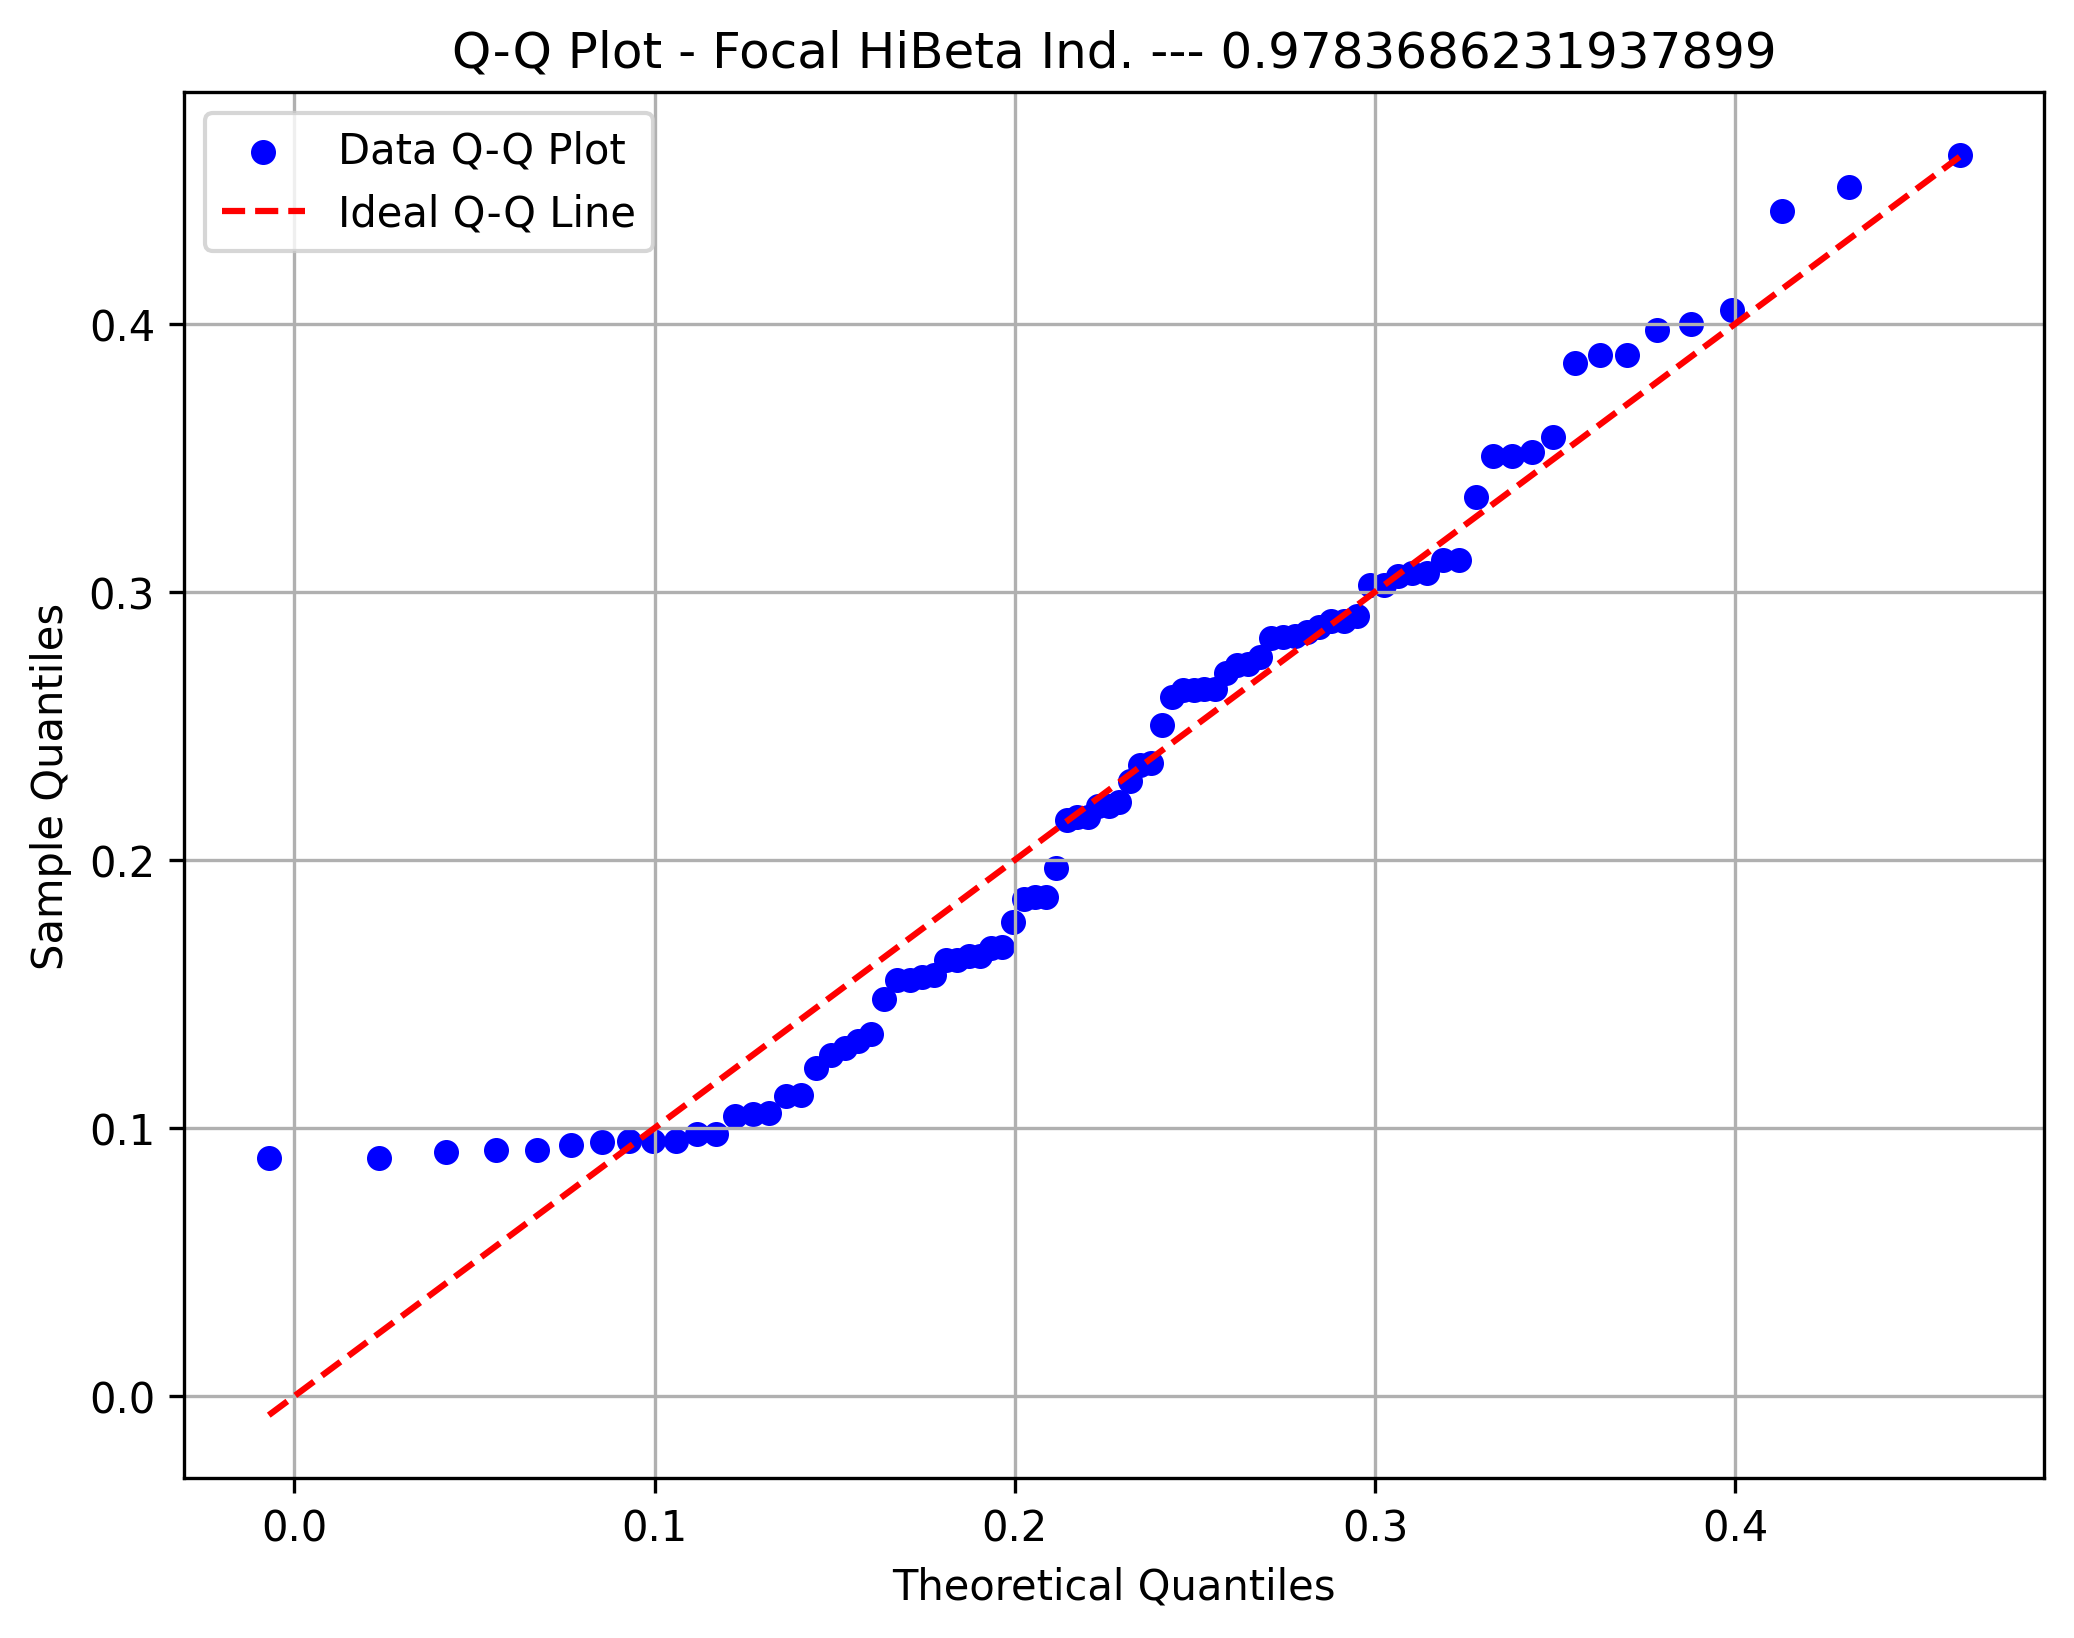 Q-Q Plot - Focal HiBeta Ind. --- 0.9783686231937899
Data Q-Q Plot
Ideal Q-Q Line
Sample Quantiles
0.4
0.3
0.2
0.1
0.0
0.0 0.1 0.2 0.3 0.4
Theoretical Quantiles